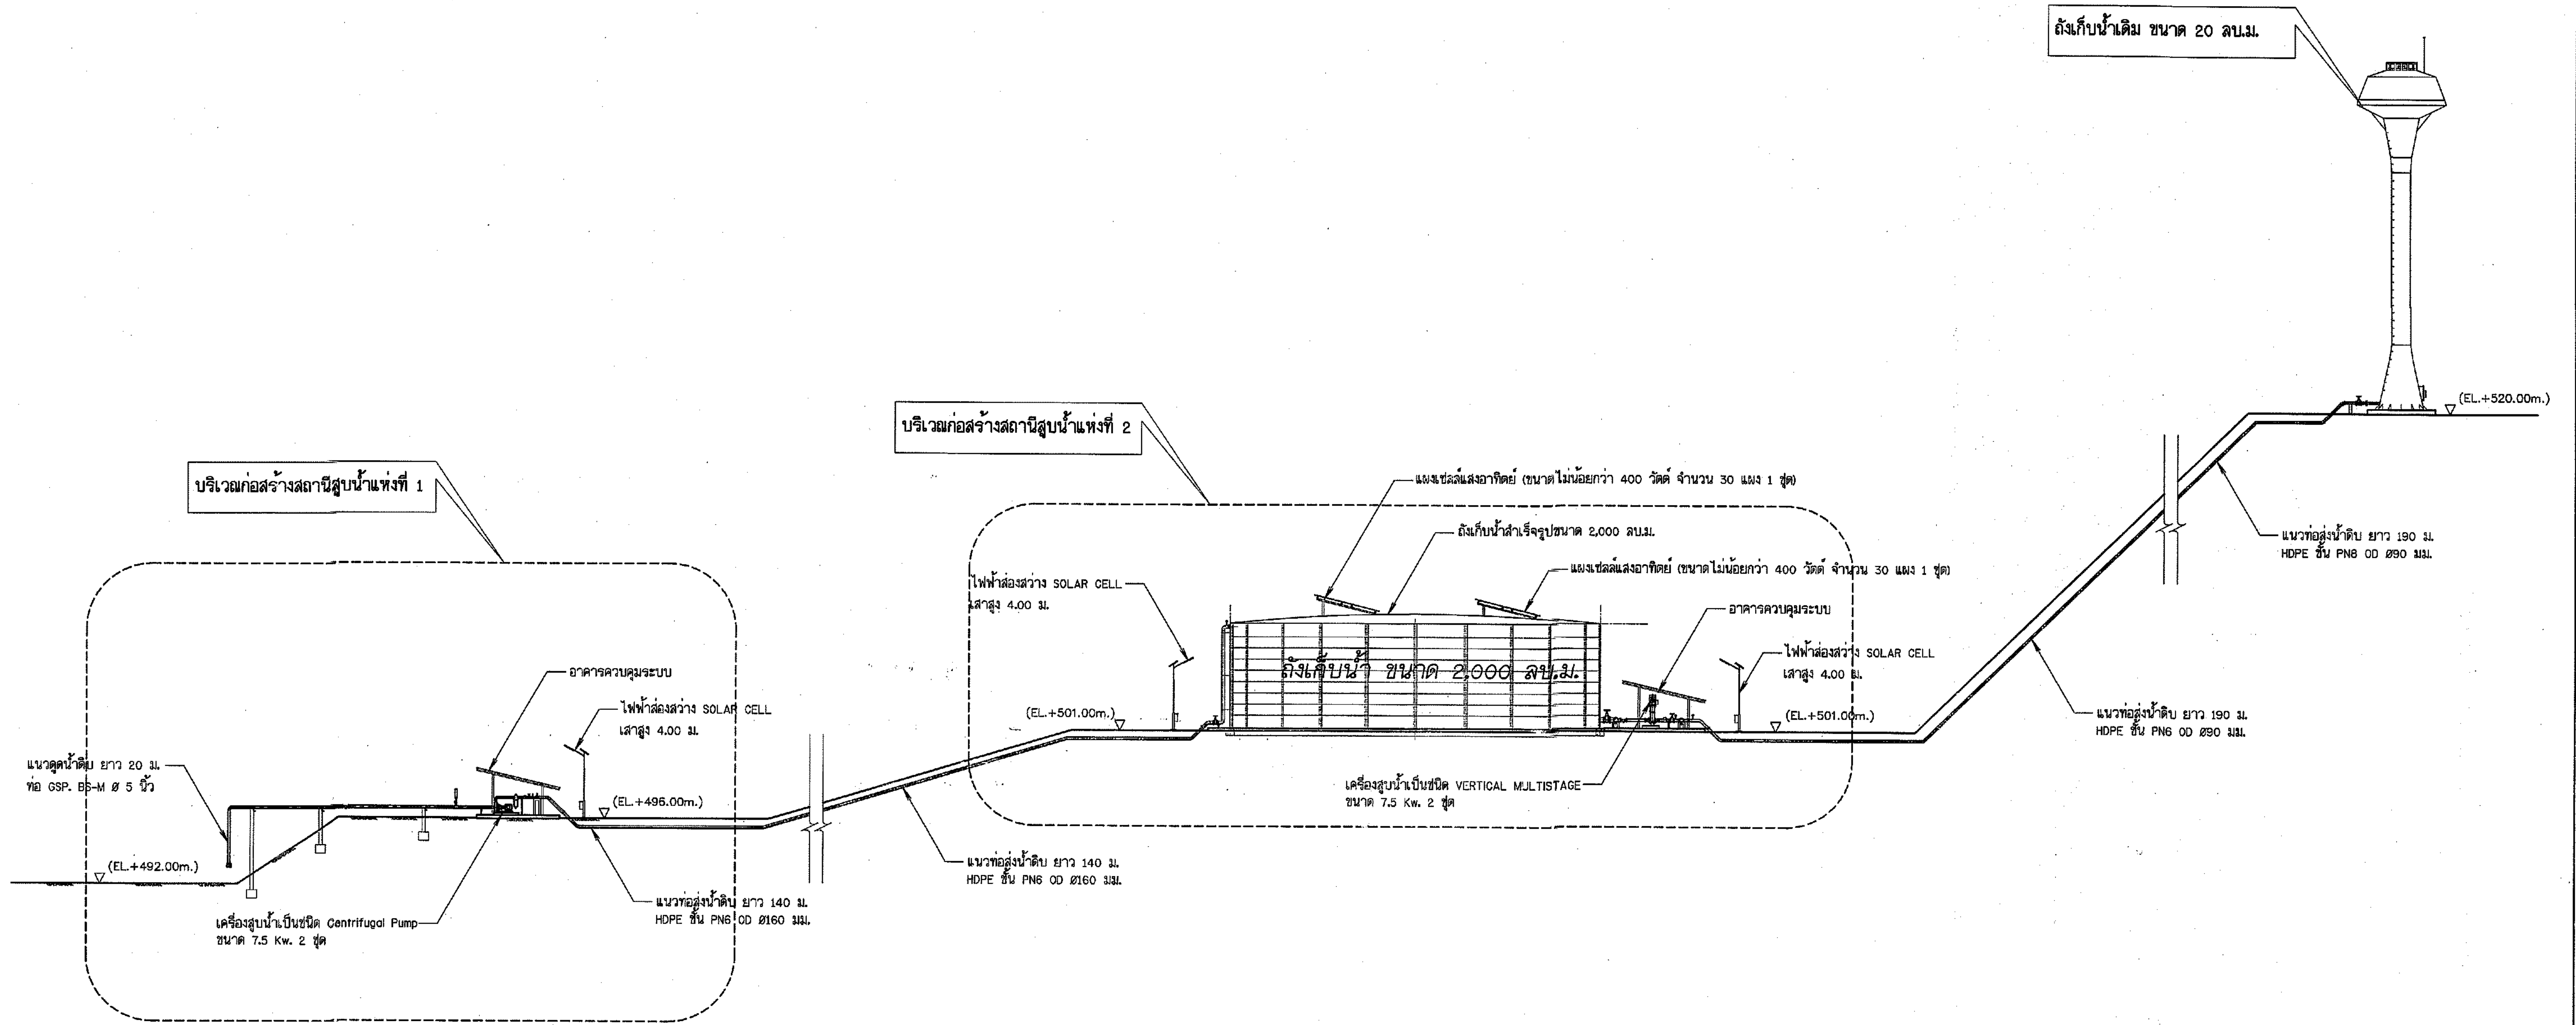 ถังเก็บน้ำเดิม ขนาด 20 ลบ.ม.
(EL.+520.00m.)
บริเวณก่อสร้างสถานีสูบน้ำแห่งที่ 2
บริเวณก่อสร้างสถานีสูบน้ำแห่งที่ 1
แผงเซลล์แสงอาทิตย์ (ขนาดไม่น้อยกว่า 400 วัตต์ จำนวน 30 แผง 1 ชุด)
ถังเก็บน้ำสำเร็จรูปขนาด 2,000 ลบ.ม.
แผงเซลล์แสงอาทิตย์ (ขนาดไม่น้อยกว่า 400 วัตต์ จำนวน 30 แผง 1 ชุด)
แนวท่อส่งน้ำดิบ ยาว 190 ม.
HDPE ชั้น PN6 OD Ø90 มม.
ไฟฟ้าส่องสว่าง SOLAR CELL
เสาสูง 4.00 ม.
อาคารควบคุมระบบ
ถังเก็บน้ำ ขนาด 2,000 ลบ.ม.
ไฟฟ้าส่องสว่าง SOLAR CELL
เสาสูง 4.00 ม.
อาคารควบคุมระบบ
ไฟฟ้าส่องสว่าง SOLAR CELL
เสาสูง 4.00 ม.
(EL.+501.00m.)
(EL.+501.00m.)
แนวท่อส่งน้ำดิบ ยาว 190 ม.
HDPE ชั้น PN6 OD Ø90 มม.
แนวดูดน้ำดิบ ยาว 20 ม.
ท่อ GSP. BS-M Ø 5 นิ้ว
(EL.+496.00m.)
เครื่องสูบน้ำเป็นชนิด VERTICAL MULTISTAGE
ขนาด 7.5 Kw. 2 ชุด
(EL.+492.00m.)
แนวท่อส่งน้ำดิบ ยาว 140 ม.
HDPE ชั้น PN6 OD Ø160 มม.
แนวท่อส่งน้ำดิบ ยาว 140 ม.
HDPE ชั้น PN6 OD Ø160 มม.
เครื่องสูบน้ำเป็นชนิด Centrifugal Pump
ขนาด 7.5 Kw. 2 ชุด